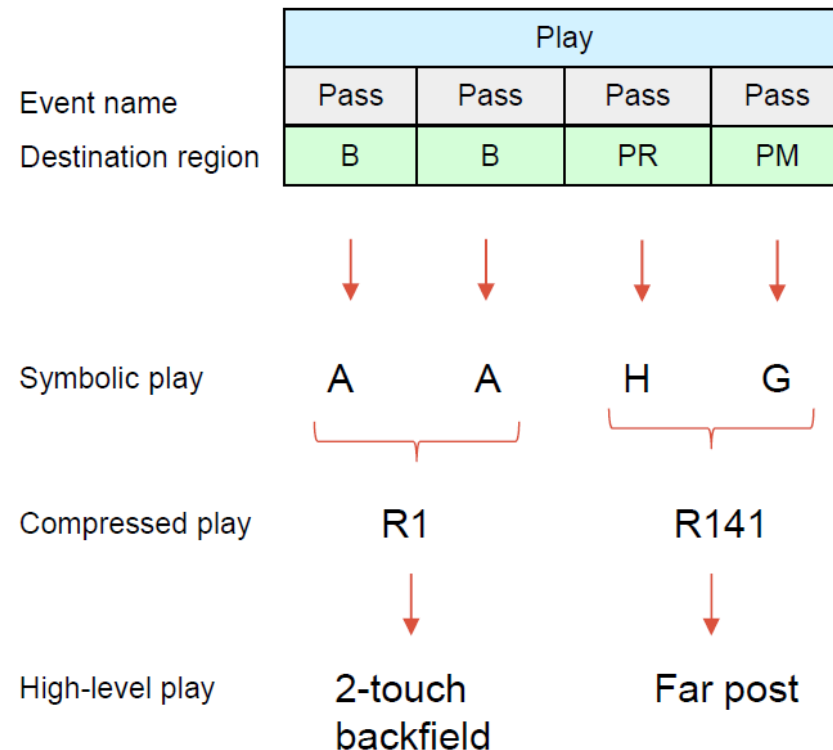 Play
Event name Pass Pass Pass Pass
Destination region B B PR PM
Symbolic play A A H G
Compressed play R1 R141
High-level play 2-touch Far post
backfield